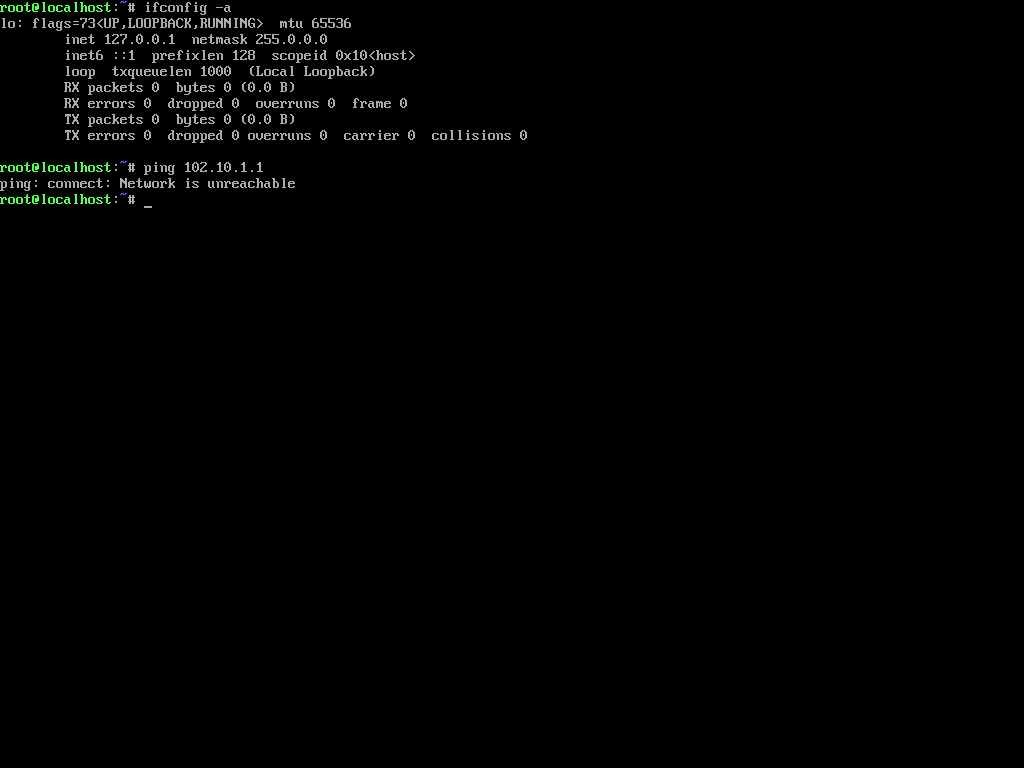 root@localhost:~# ifconfig -a
lo: flags=73<UP,LOOPBACK,RUNNING>  mtu 65536
        inet 127.0.0.1  netmask 255.0.0.0
        inet6 ::1  prefixlen 128  scopeid 0x10<host>
        loop  txqueuelen 1000  (Local Loopback)
        RX packets 0  bytes 0 (0.0 B)
        RX errors 0  dropped 0  overruns 0  frame 0
        TX packets 0  bytes 0 (0.0 B)
        TX errors 0  dropped 0 overruns 0  carrier 0  collisions 0

root@localhost:~# ping 102.10.1.1
ping: connect: Network is unreachable
root@localhost:~# _